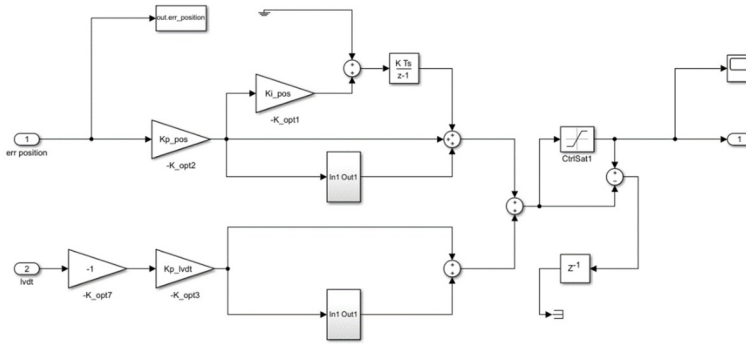 out.err_position
Ki_pos
-K_opt1
K Ts
z-1
1
err position
Kp_pos
-K_opt2
In1 Out1
CtrlSat1
1
2
lvdt
-1
-K_opt7
Kp_lvdt
-K_opt3
In1 Out1
Z-1